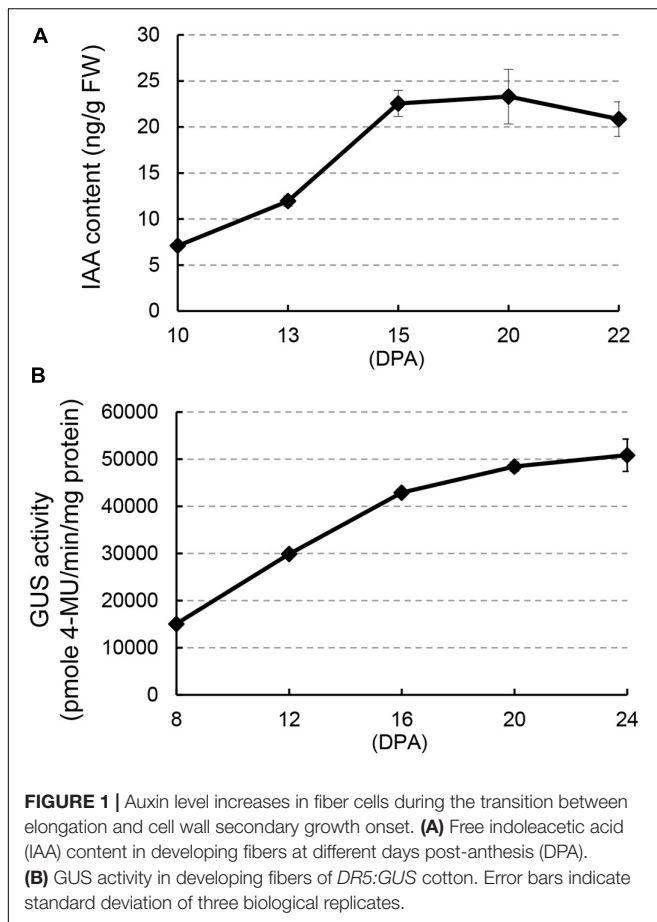 A
IAA content (ng/g FW)
30
25
20
15
10
5
0
10 13 15 20 22
(DPA)
B
GUS activity
(pmole 4-MU/min/mg protein)
60000
50000
40000
30000
20000
10000
0
8 12 16 20 24
(DPA)
FIGURE 1 | Auxin level increases in fiber cells during the transition between
elongation and cell wall secondary growth onset. (A) Free indoleacetic acid
(IAA) content in developing fibers at different days post-anthesis (DPA).
(B) GUS activity in developing fibers of DR5:GUS cotton. Error bars indicate
standard deviation of three biological replicates.